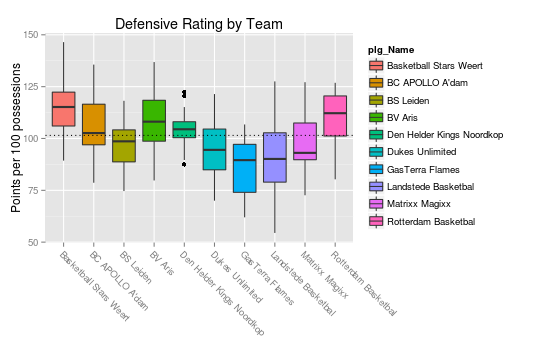 Defensive Rating by Team
Points per 100 possessions
150
125
100
75
50
Basketball Stars Weert
BC APOLLO A'dam
BS Leiden
BV Aris
Den Helder Kings Noordkop
Dukes Unlimited
GasTerra Flames
Landstede Basketbal
Matrixx Magixx
Rotterdam Basketbal
plg_Name
Basketball Stars Weert
BC APOLLO A'dam
BS Leiden
BV Aris
Den Helder Kings Noordkop
Dukes Unlimited
GasTerra Flames
Landstede Basketbal
Matrixx Magixx
Rotterdam Basketbal